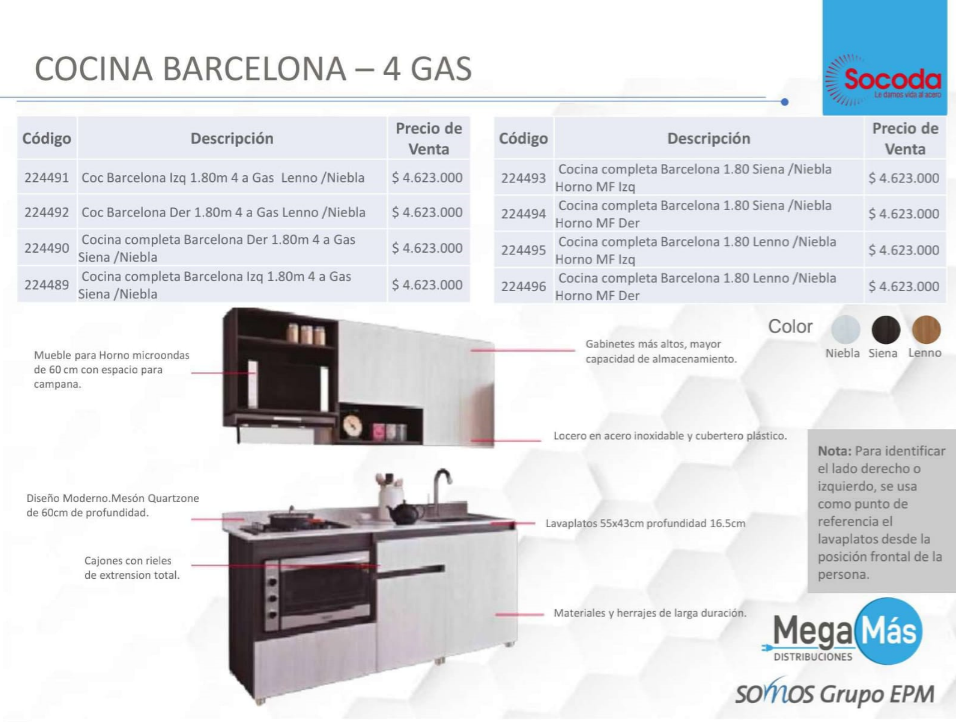 COCINA BARCELONA – 4 GAS
Socoda
Le damos vida al acero
Código Descripción Precio de Venta
224491 Coc Barcelona Izq 1.80m 4 a Gas Lenno /Niebla $ 4.623.000
224492 Coc Barcelona Der 1.80m 4 a Gas Lenno /Niebla $ 4.623.000
224490 Cocina completa Barcelona Der 1.80m 4 a Gas
Siena /Niebla $ 4.623.000
224489 Cocina completa Barcelona Izq 1.80m 4 a Gas
Siena /Niebla $ 4.623.000
Código Descripción Precio de Venta
224493 Cocina completa Barcelona 1.80 Siena /Niebla
Horno MF Izq $ 4.623.000
224494 Cocina completa Barcelona 1.80 Siena /Niebla
Horno MF Der $ 4.623.000
224495 Cocina completa Barcelona 1.80 Lenno /Niebla
Horno MF Izq $ 4.623.000
224496 Cocina completa Barcelona 1.80 Lenno /Niebla
Horno MF Der $ 4.623.000
Color
Niebla Siena Lenno
Mueble para Horno microondas
de 60 cm con espacio para
campana.
Gabinetes más altos, mayor
capacidad de almacenamiento.
Locero en acero inoxidable y cubertero plástico.
Diseño Moderno.Mesón Quartzone
de 60cm de profundidad.
Lavaplatos 55x43cm profundidad 16.5cm
Cajones con rieles
de extrension total.
Materiales y herrajes de larga duración.
Nota: Para identificar
el lado derecho o
izquierdo, se usa
como punto de
referencia el
lavaplatos desde la
posición frontal de la
persona.
MegaMás
DISTRIBUCIONES
SOMOS Grupo EPM